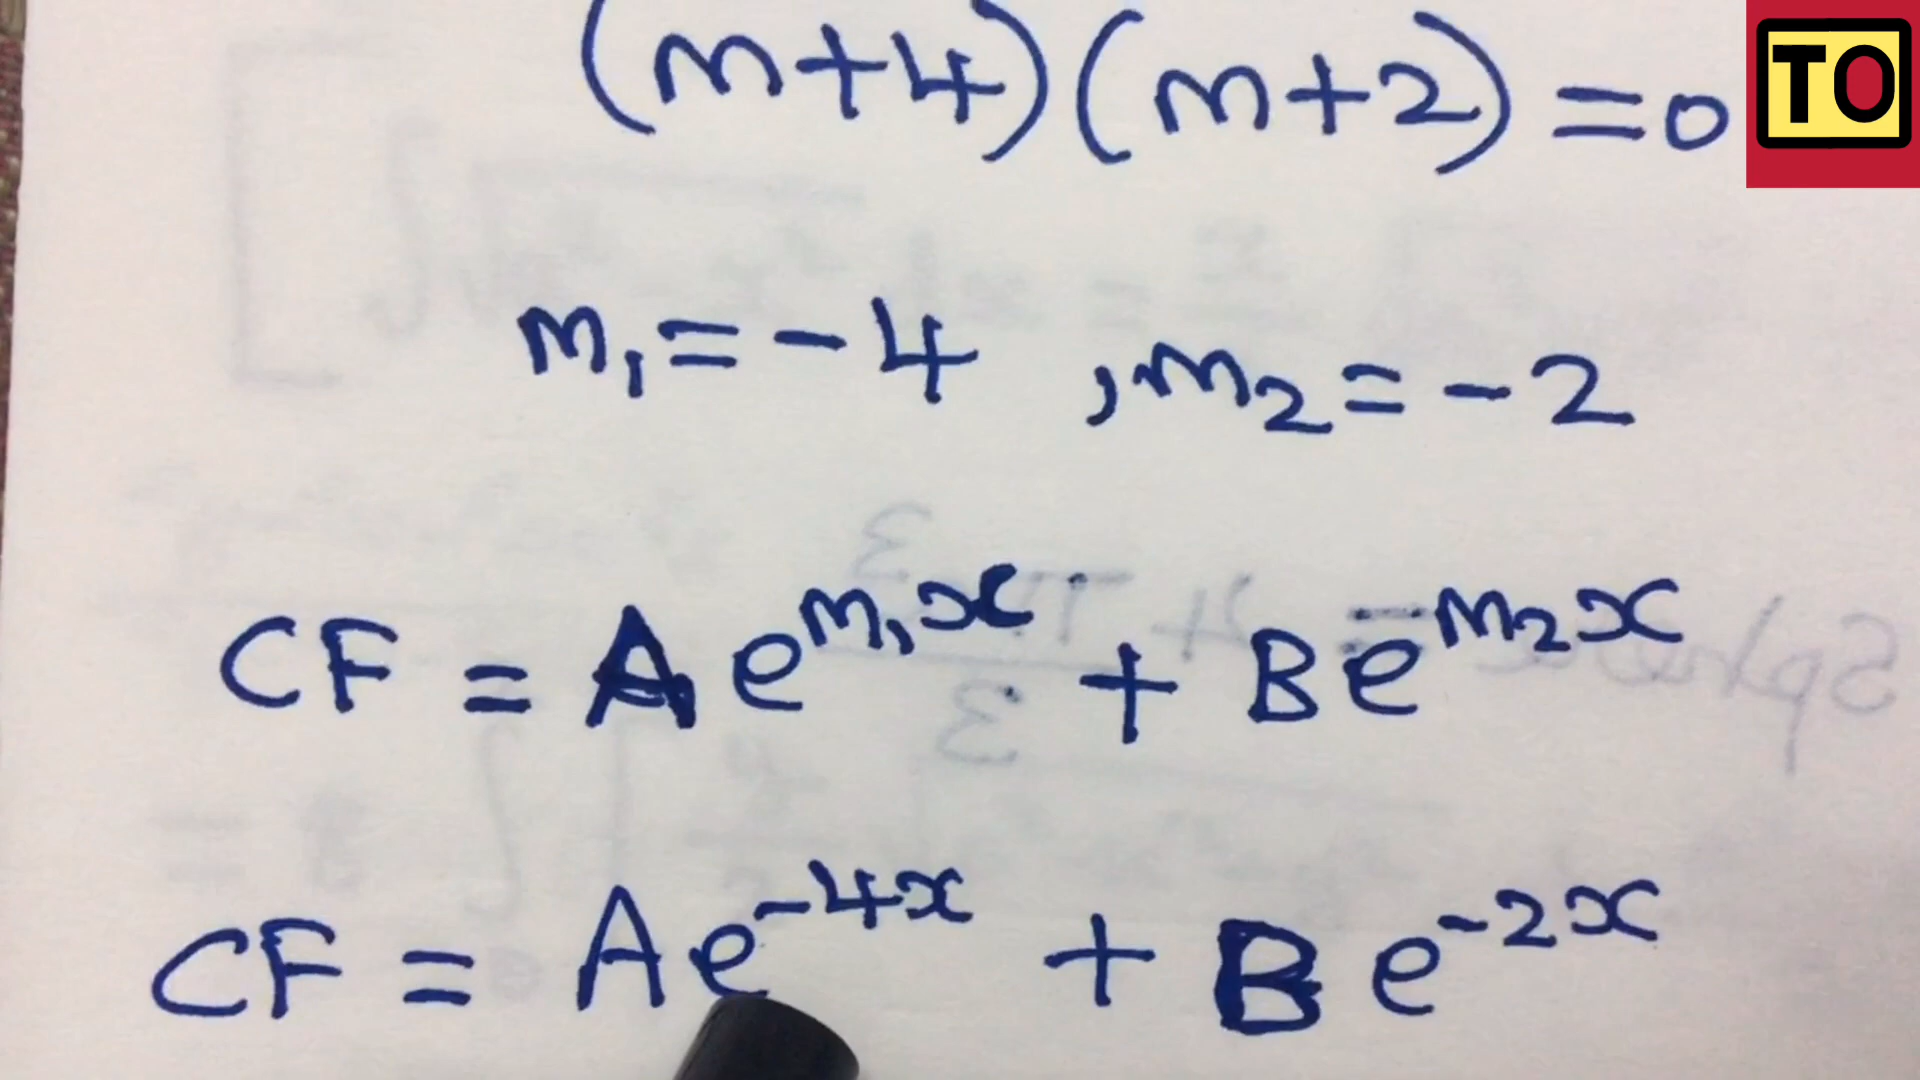 (m+4)(m+2)=0
TO
m₁=-4 ,m₂=-2
CF = Ae^{m₁x} + Be^{m₂x}
CF = Ae^{-4x} + Be^{-2x}